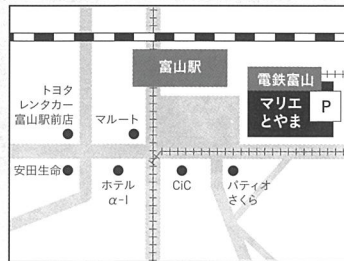 富山駅
電鉄富山
マリエ
とやま
P
トヨタ
レンタカー
富山駅前店
マルート
安田生命
ホテル
α-1
CiC
パティオ
さくら